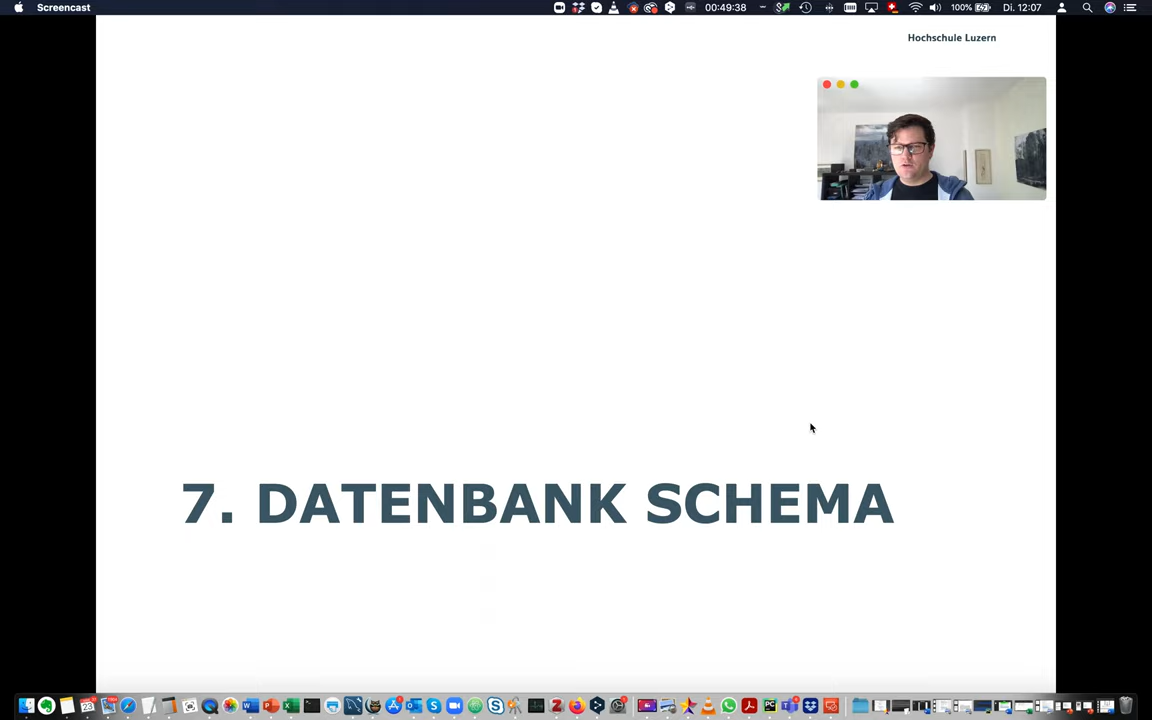 Screencast
00:49:38
100%
Di. 12:07
Hochschule Luzern
7. DATENBANK SCHEMA